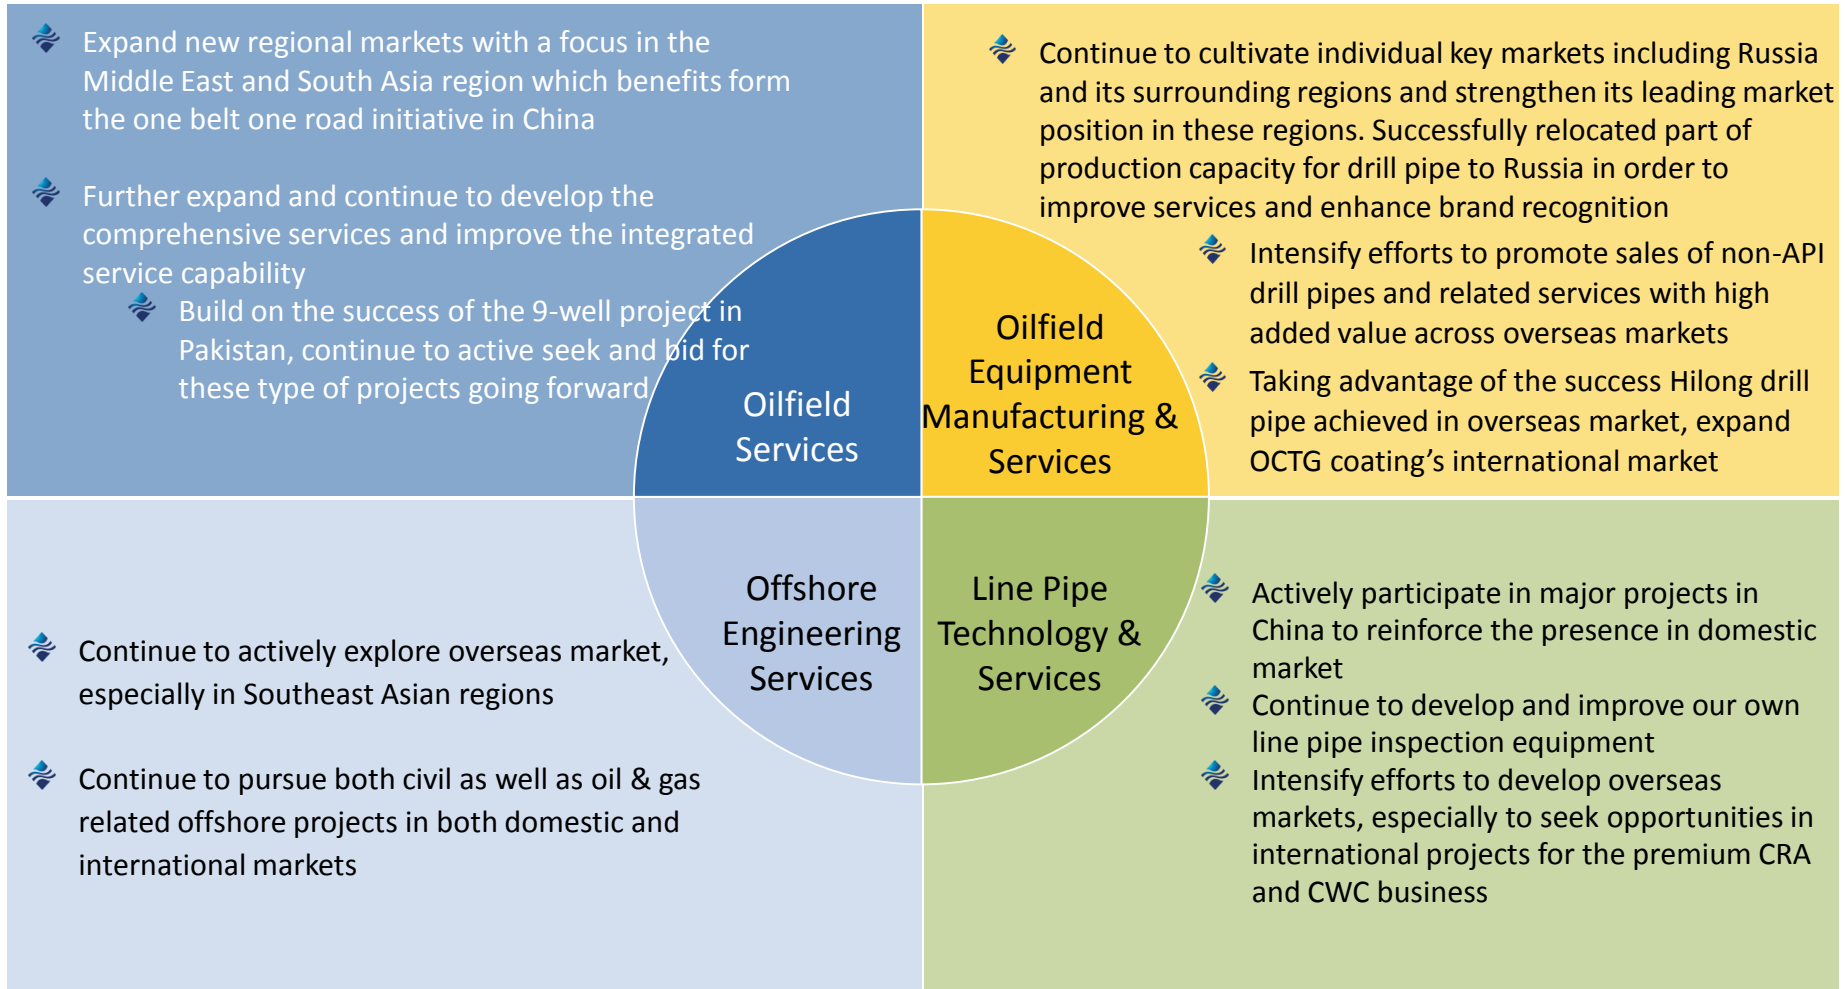 Expand new regional markets with a focus in the
Middle East and South Asia region which benefits form
the one belt one road initiative in China
Further expand and continue to develop the
comprehensive services and improve the integrated
service capability
Build on the success of the 9-well project in
Pakistan, continue to active seek and bid for
these type of projects going forward
Oilfield
Services
Continue to cultivate individual key markets including Russia
and its surrounding regions and strengthen its leading market
position in these regions. Successfully relocated part of
production capacity for drill pipe to Russia in order to
improve services and enhance brand recognition
Intensify efforts to promote sales of non-API
drill pipes and related services with high
added value across overseas markets
Taking advantage of the success Hilong drill
pipe achieved in overseas market, expand
OCTG coating’s international market
Oilfield
Equipment
Manufacturing &
Services
Continue to actively explore overseas market,
especially in Southeast Asian regions
Continue to pursue both civil as well as oil & gas
related offshore projects in both domestic and
international markets
Offshore
Engineering
Services
Line Pipe
Technology &
Services
Actively participate in major projects in
China to reinforce the presence in domestic
market
Continue to develop and improve our own
line pipe inspection equipment
Intensify efforts to develop overseas
markets, especially to seek opportunities in
international projects for the premium CRA
and CWC business